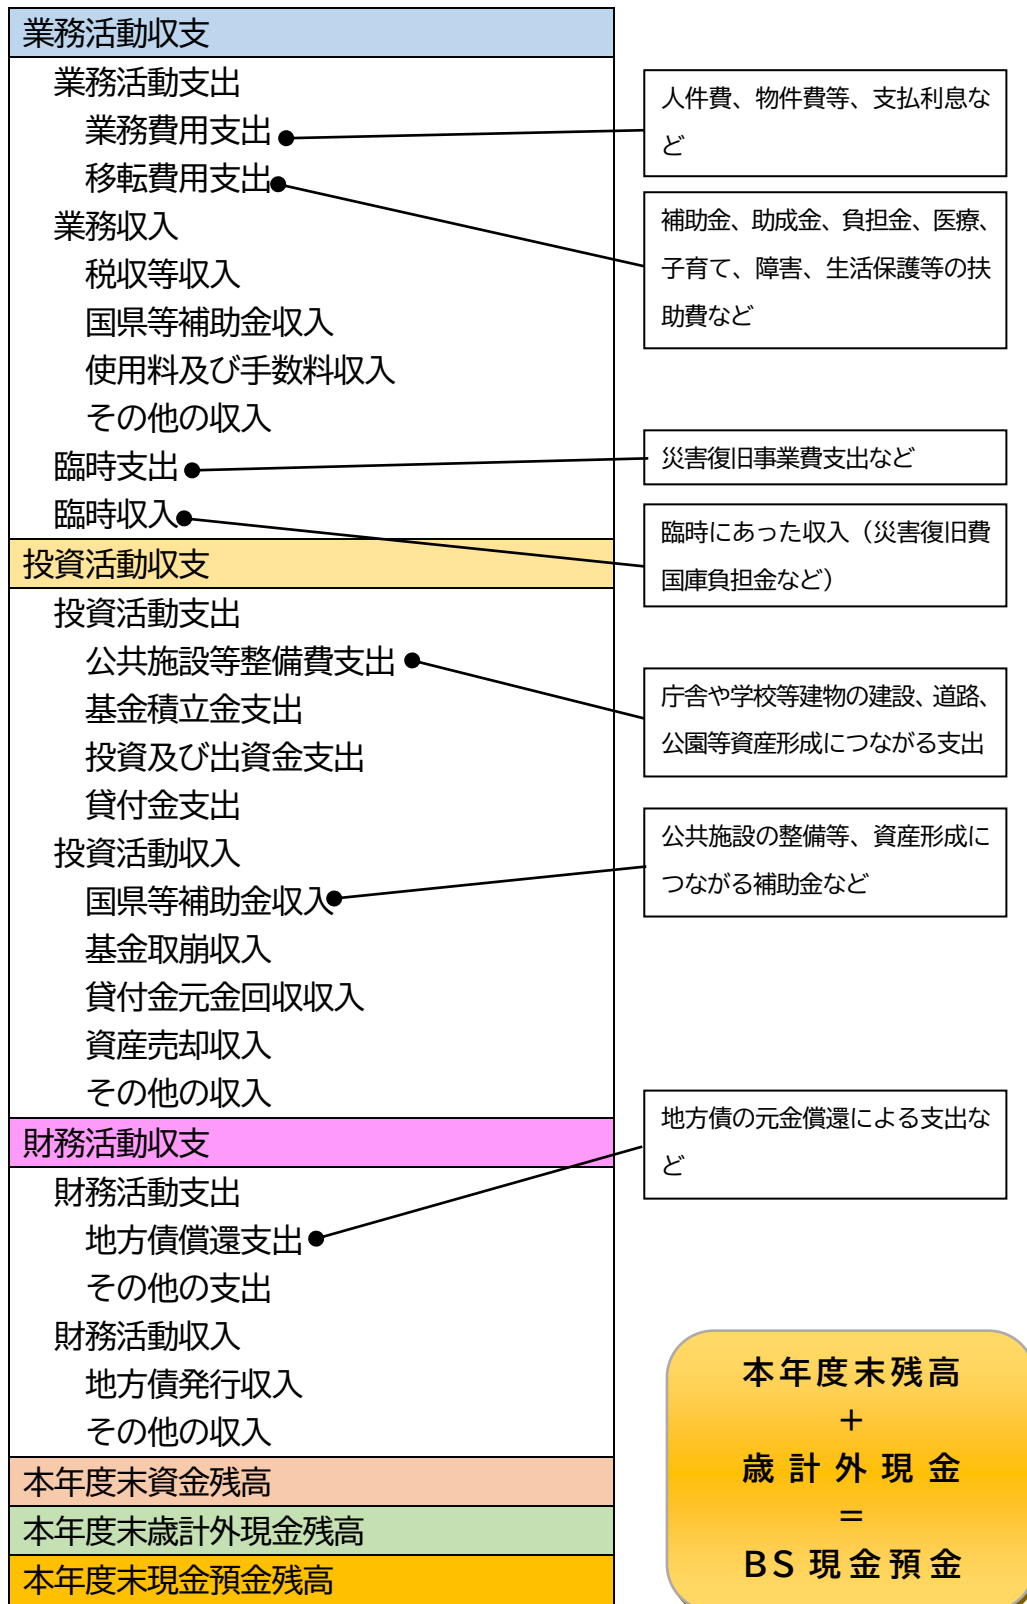 業務活動収支
業務活動支出
業務費用支出
移転費用支出
業務収入
税収等収入
国県等補助金収入
使用料及び手数料収入
その他の収入
臨時支出
臨時収入
投資活動収支
投資活動支出
公共施設等整備費支出
基金積立金支出
投資及び出資金支出
貸付金支出
投資活動収入
国県等補助金収入
基金取崩収入
貸付金元金回収収入
資産売却収入
その他の収入
財務活動収支
財務活動支出
地方債償還支出
その他の支出
財務活動収入
地方債発行収入
その他の収入
本年度末資金残高
本年度末歳計外現金残高
本年度末現金預金残高
人件費、物件費等、支払利息な
ど
補助金、助成金、負担金、医療、
子育て、障害、生活保護等の扶
助費など
災害復旧事業費支出など
臨時にあった収入（災害復旧費
国庫負担金など）
庁舎や学校等建物の建設、道路、
公園等資産形成につながる支出
公共施設の整備等、資産形成に
つながる補助金など
地方債の元金償還による支出な
ど
本年度末残高
＋
歳計外現金
＝
BS 現金預金